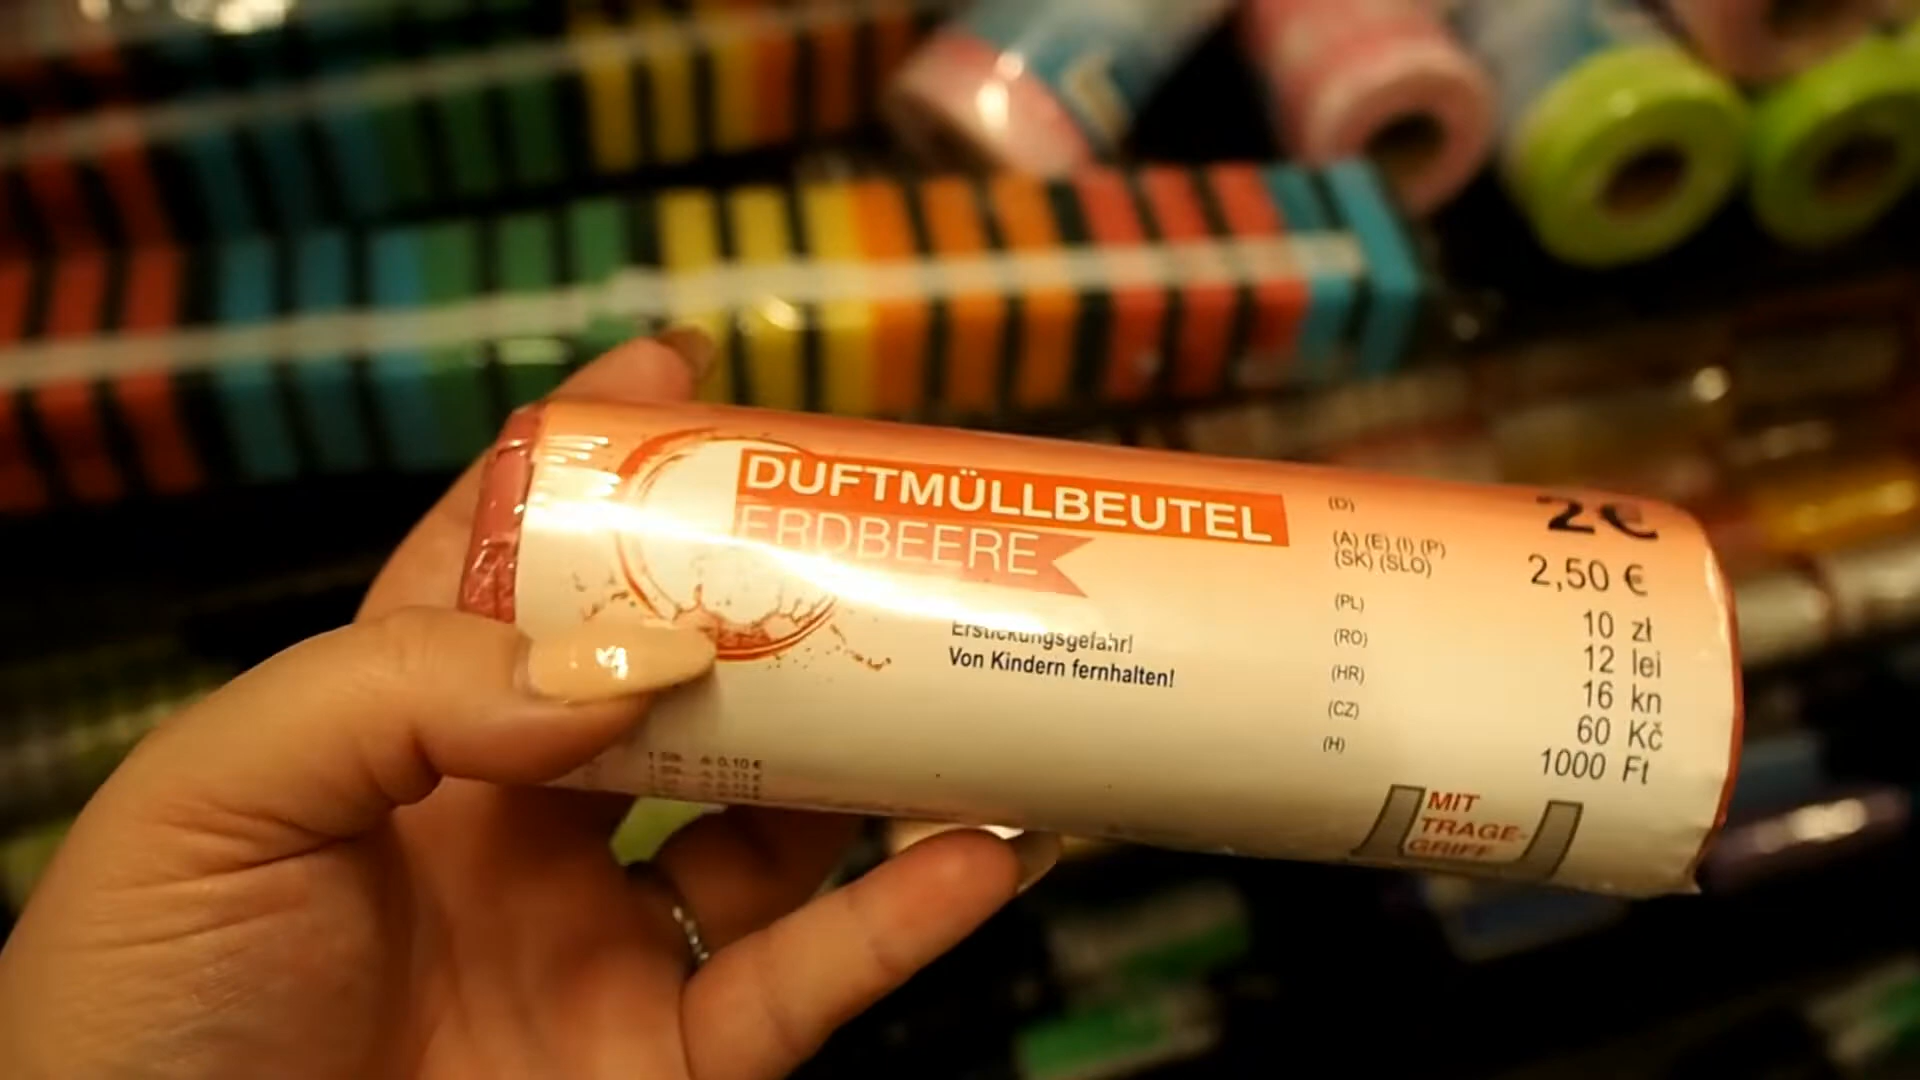 DUFTMÜLLBEUTEL
ERDBEERE
Erstickungsgefahr!
Von Kindern fernhalten!
(D) 2€
(A) (E) (I) (P)
(SK) (SLO) 2,50 €
(PL) 10 zł
(RO) 12 lei
(HR) 16 kn
(CZ) 60 Kč
(H) 1000 Ft
MIT
TRAGE-
GRIFF